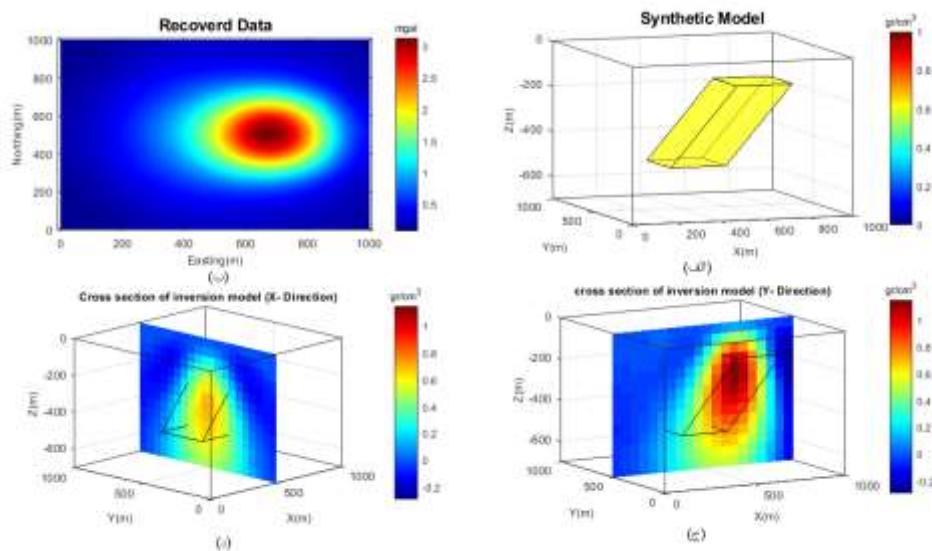 Recoverd Data
mgal
1000
800
600
400
200
0
Northing(m)
0 200 400 600 800 1000
Easting(m)
3
2.5
2
1.5
1
0.5
(ب)
Synthetic Model
gr/cm³
0
-200
-400
-600
Z(m)
1000
500
0
Y(m)
0 200 400 600 800 1000
X(m)
1
0.8
0.6
0.4
0.2
0
(الف)
Cross section of inversion model (X- Direction)
gr/cm³
0
-200
-400
-600
Z(m)
1000
500
0
Y(m)
0
500
1000
X(m)
1
0.8
0.6
0.4
0.2
0
-0.2
(د)
cross section of inversion model (Y- Direction)
gr/cm³
0
-200
-400
-600
Z(m)
1000
500
0
Y(m)
0
500
1000
X(m)
1
0.8
0.6
0.4
0.2
0
-0.2
(ج)